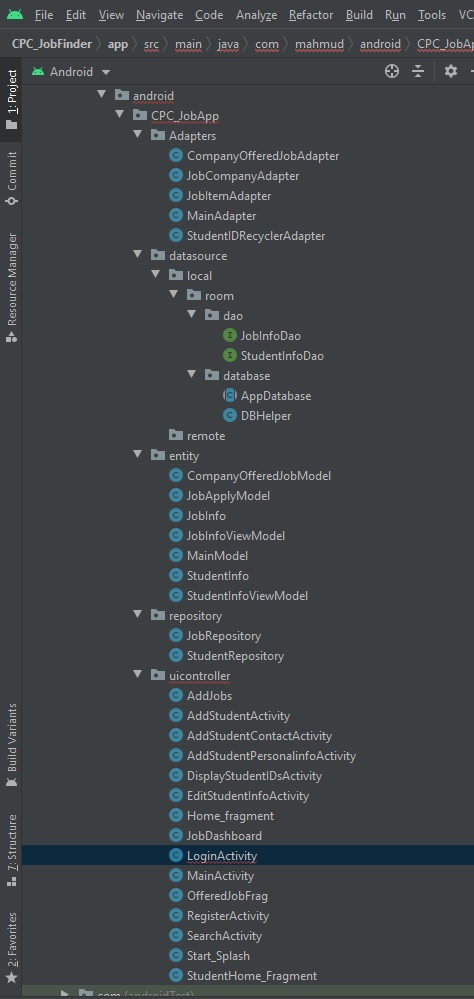 File Edit View Navigate Code Analyze Refactor Build Run Tools VC
CPC_JobFinder app src main java com mahmud android CPC_JobAp
1: Project
Android
android
CPC_JobApp
Adapters
CompanyOfferedJobAdapter
Commit
JobCompanyAdapter
JobItemAdapter
MainAdapter
StudentIDRecyclerAdapter
Resource Manager
datasource
local
room
dao
JobInfoDao
StudentInfoDao
database
AppDatabase
DBHelper
remote
entity
CompanyOfferedJobModel
JobApplyModel
JobInfo
JobInfoViewModel
MainModel
StudentInfo
StudentInfoViewModel
repository
JobRepository
StudentRepository
uicontroller
AddJobs
AddStudentActivity
Build Variants
AddStudentContactActivity
AddStudentPersonalinfoActivity
DisplayStudentIDsActivity
EditStudentInfoActivity
Home_fragment
JobDashboard
7: Structure
LoginActivity
MainActivity
OfferedJobFrag
RegisterActivity
SearchActivity
2: Favorites
Start_Splash
StudentHome_Fragment
com (androidTest)